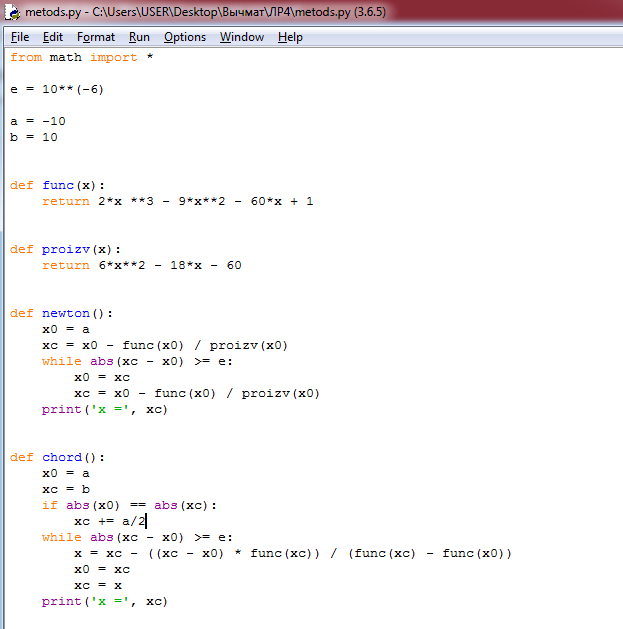 metods.py - C:\Users\USER\Desktop\Вычмат\ЛР4\metods.py (3.6.5)
File Edit Format Run Options Window Help
from math import *

e = 10**(-6)

a = -10
b = 10


def func(x):
    return 2*x **3 - 9*x**2 - 60*x + 1


def proizv(x):
    return 6*x**2 - 18*x - 60


def newton():
    x0 = a
    xc = x0 - func(x0) / proizv(x0)
    while abs(xc - x0) >= e:
        x0 = xc
        xc = x0 - func(x0) / proizv(x0)
    print('x =', xc)


def chord():
    x0 = a
    xc = b
    if abs(x0) == abs(xc):
        xc += a/2
    while abs(xc - x0) >= e:
        x = xc - ((xc - x0) * func(xc)) / (func(xc) - func(x0))
        x0 = xc
        xc = x
    print('x =', xc)